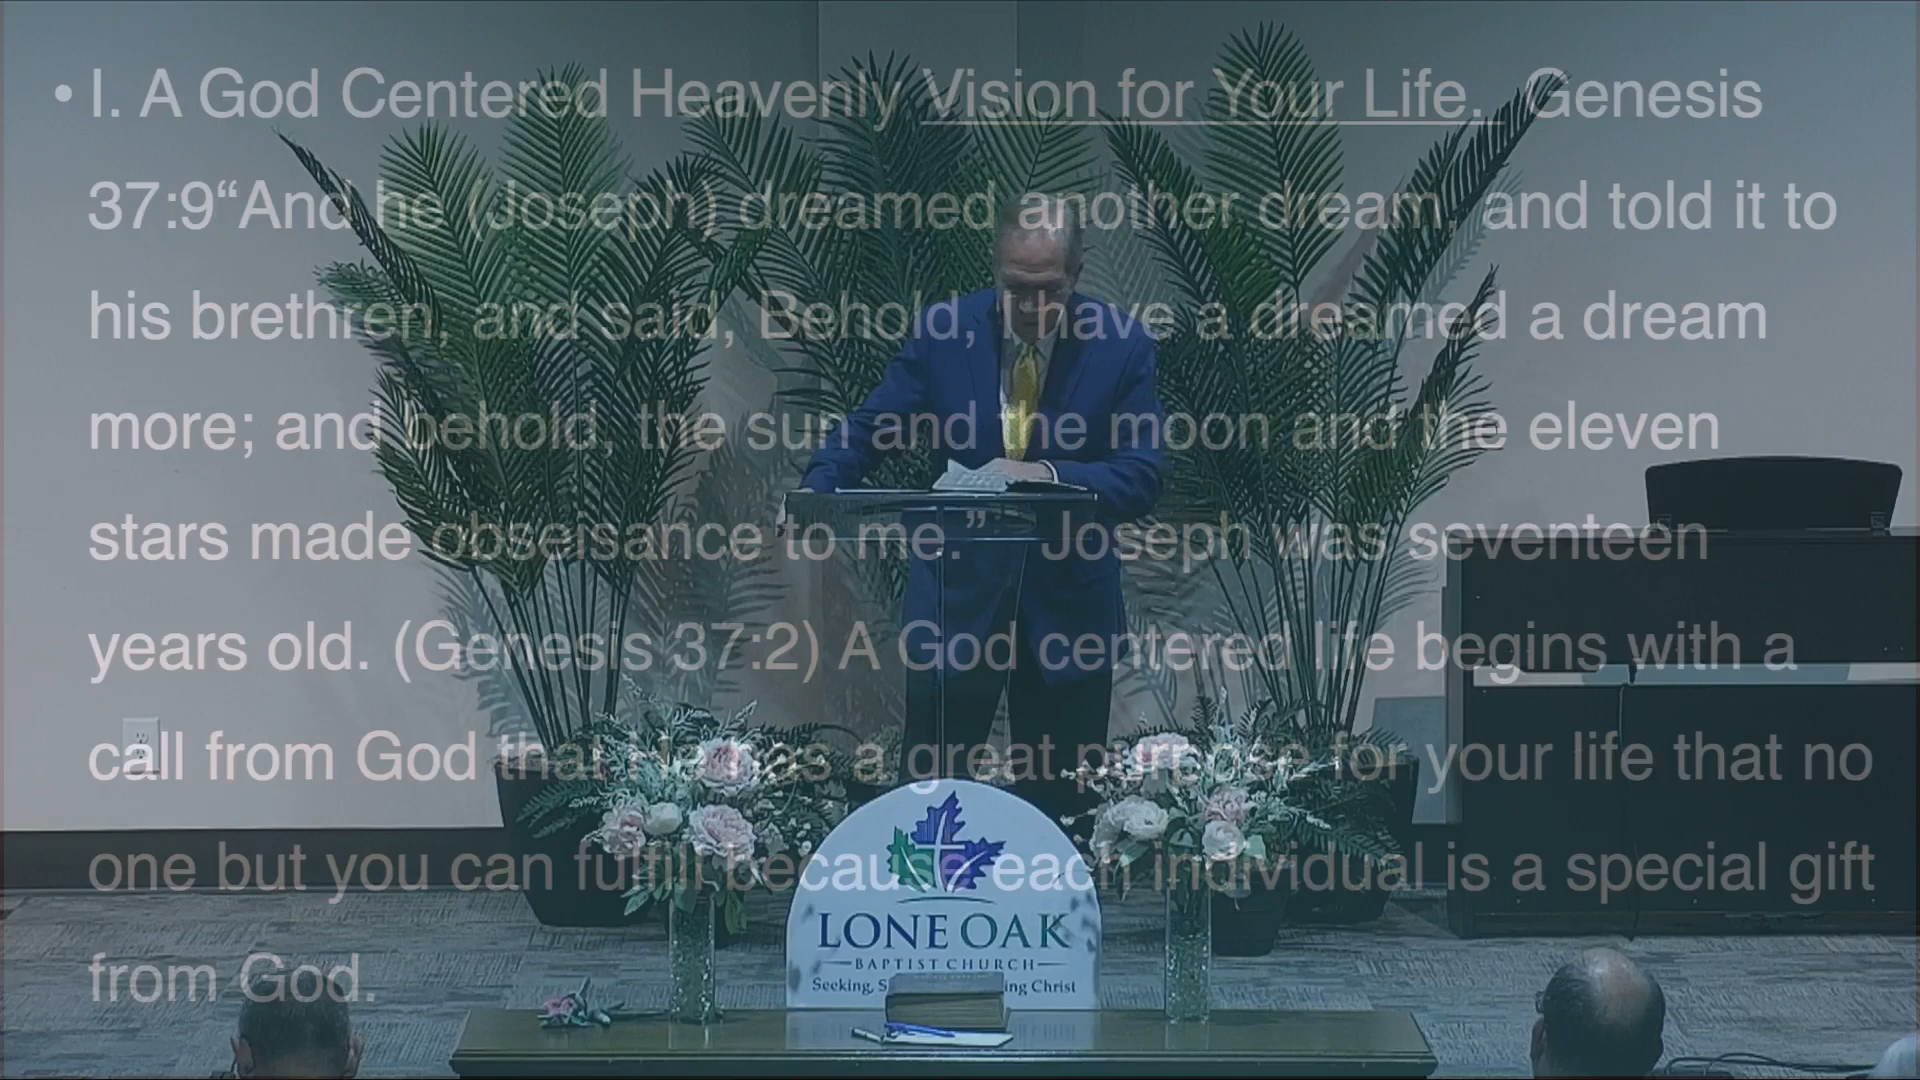 • I. A God Centered Heavenly Vision for Your Life. Genesis
37:9“And he (Joseph) dreamed another dream, and told it to
his brethren, and said, Behold, I have a dreamed a dream
more; and behold, the sun and the moon and the eleven
stars made obseisance to me.” Joseph was seventeen
years old. (Genesis 37:2) A God centered life begins with a
call from God that He has a great purpose for your life that no
one but you can fulfill because each individual is a special gift
from God.
LONE OAK
BAPTIST CHURCH
Seeking, S ing Christ